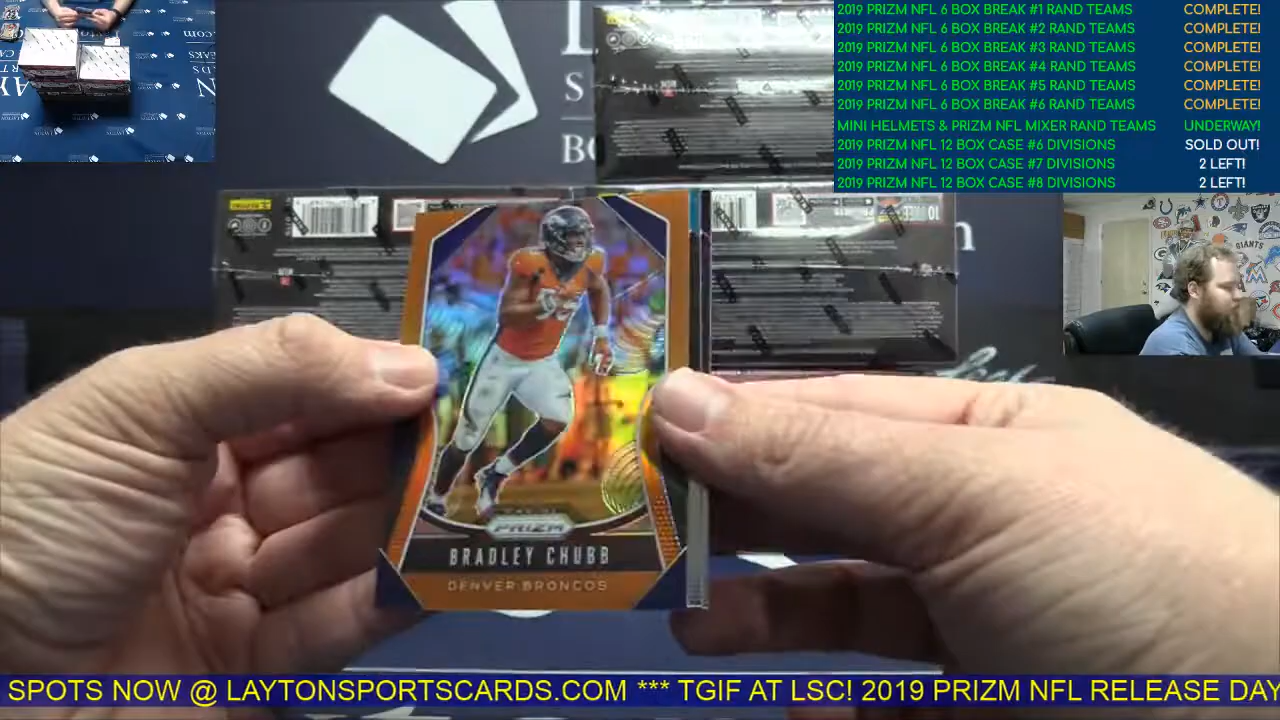 2019 PRIZM NFL 6 BOX BREAK #1 RAND TEAMS COMPLETE!
2019 PRIZM NFL 6 BOX BREAK #2 RAND TEAMS COMPLETE!
2019 PRIZM NFL 6 BOX BREAK #3 RAND TEAMS COMPLETE!
2019 PRIZM NFL 6 BOX BREAK #4 RAND TEAMS COMPLETE!
2019 PRIZM NFL 6 BOX BREAK #5 RAND TEAMS COMPLETE!
2019 PRIZM NFL 6 BOX BREAK #6 RAND TEAMS COMPLETE!
MINI HELMETS & PRIZM NFL MIXER RAND TEAMS UNDERWAY!
2019 PRIZM NFL 12 BOX CASE #6 DIVISIONS SOLD OUT!
2019 PRIZM NFL 12 BOX CASE #7 DIVISIONS 2 LEFT!
2019 PRIZM NFL 12 BOX CASE #8 DIVISIONS 2 LEFT!
GIANTS
PRIZM
BRADLEY CHUBB
DENVER BRONCOS
SPOTS NOW @ LAYTONSPORTSCARDS.COM *** TGIF AT LSC! 2019 PRIZM NFL RELEASE DAY